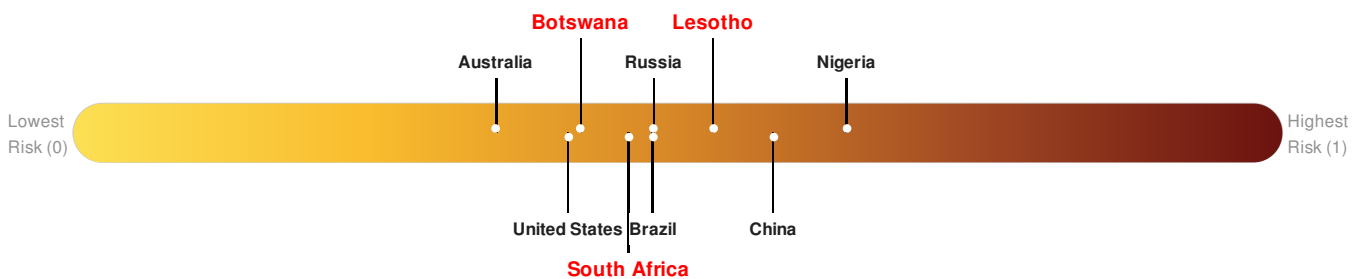 Botswana Lesotho
Australia Russia Nigeria
Lowest
Risk (0)
Highest
Risk (1)
United States Brazil China
South Africa